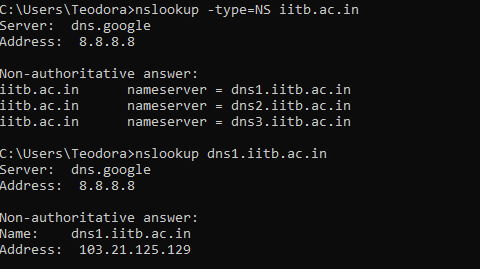 C:\Users\Teodora>nslookup -type=NS iitb.ac.in
Server:  dns.google
Address:  8.8.8.8

Non-authoritative answer:
iitb.ac.in      nameserver = dns1.iitb.ac.in
iitb.ac.in      nameserver = dns2.iitb.ac.in
iitb.ac.in      nameserver = dns3.iitb.ac.in

C:\Users\Teodora>nslookup dns1.iitb.ac.in
Server:  dns.google
Address:  8.8.8.8

Non-authoritative answer:
Name:    dns1.iitb.ac.in
Address:  103.21.125.129